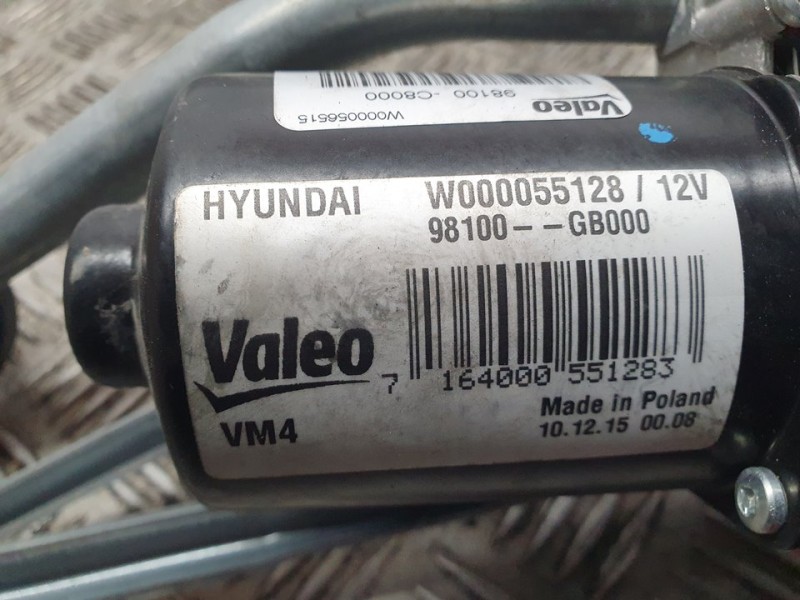 Valeo
98100 -C8000
W000056515
HYUNDAI
W000055128 / 12V
98100--GB000
Valeo
VM4
7 164000 551283
Made in Poland
10.12.15 00.08